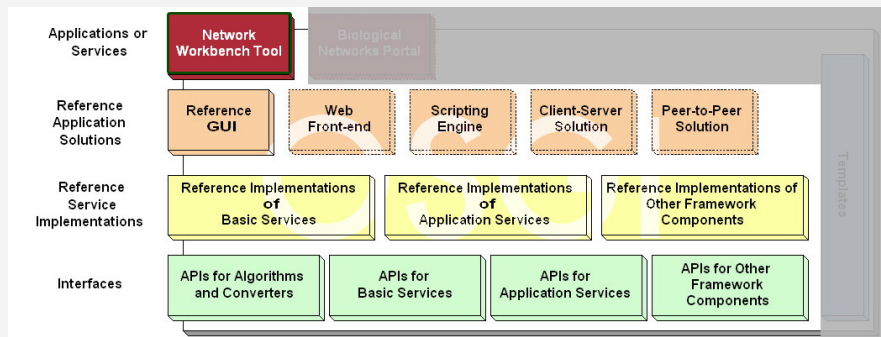 Applications or
Services
Network
Workbench Tool
Biological
Networks Portal
Reference
Application
Solutions
Reference
GUI
Web
Front-end
Scripting
Engine
Client-Server
Solution
Peer-to-Peer
Solution
Templates
OSGI
Reference
Service
Implementations
Reference Implementations
of
Basic Services
Reference Implementations
of
Application Services
Reference Implementations of
Other Framework
Components
Interfaces
APIs for Algorithms
and Converters
APIs for
Basic Services
APIs for
Application Services
APIs for Other
Framework
Components